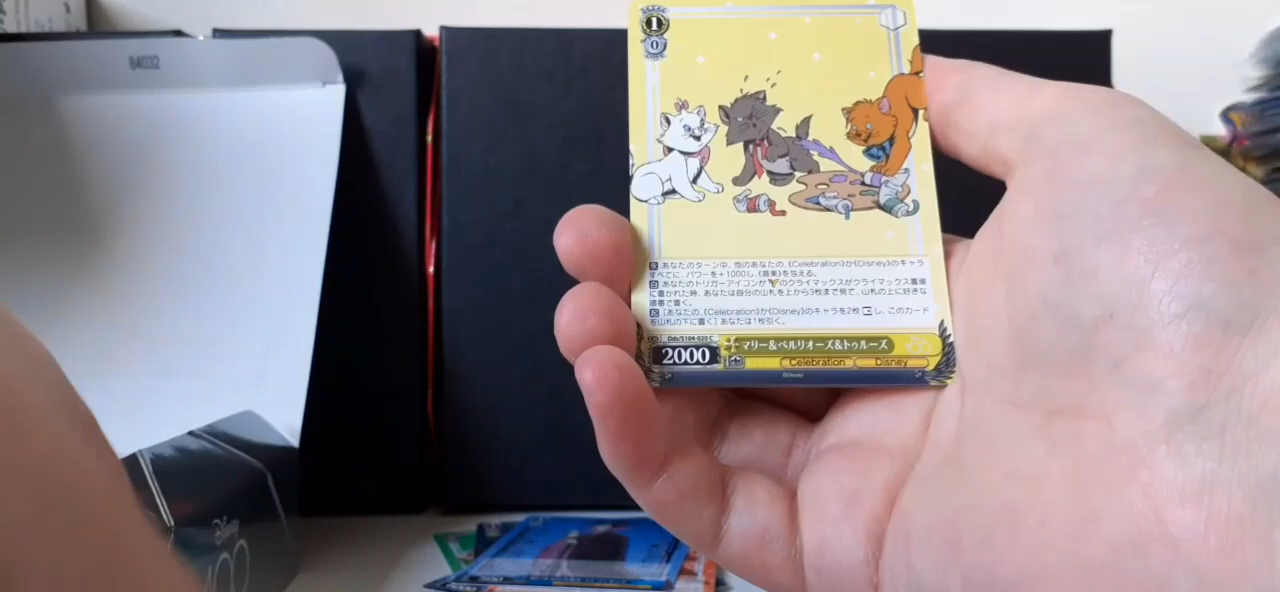 84032
1
0
永 あなたのターン中、他のあなたの、《Celebration》か《Disney》のキャラ
すべてに、パワーを+1000し、《音楽》を与える。
自 あなたのトリガーアイコンが のクライマックスがクライマックス置場
に置かれた時、あなたは自分の山札を上から3枚まで見て、山札の上に好きな
順番で置く。
起 [あなたの、《Celebration》か《Disney》のキャラを2枚 し、このカード
を山札の下に置く] あなたは1枚引く。
Dds/S104-020 C
2000
マリー&ベルリオーズ&トゥルーズ
Celebration Disney
©Disney
Disney
100